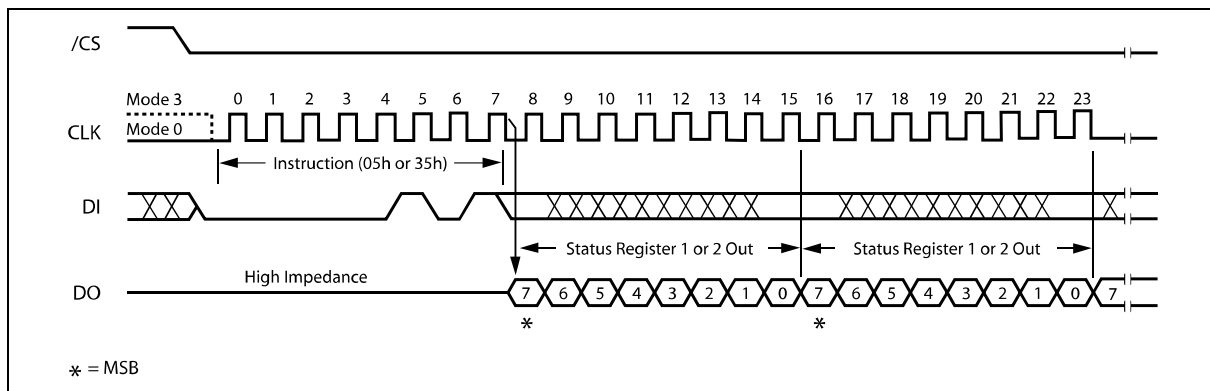 /CS
Mode 3
0 1 2 3 4 5 6 7 8 9 10 11 12 13 14 15 16 17 18 19 20 21 22 23
CLK
Mode 0
Instruction (05h or 35h)
DI
Status Register 1 or 2 Out Status Register 1 or 2 Out
High Impedance
DO
7 6 5 4 3 2 1 0 7 6 5 4 3 2 1 0 7
* *
* = MSB